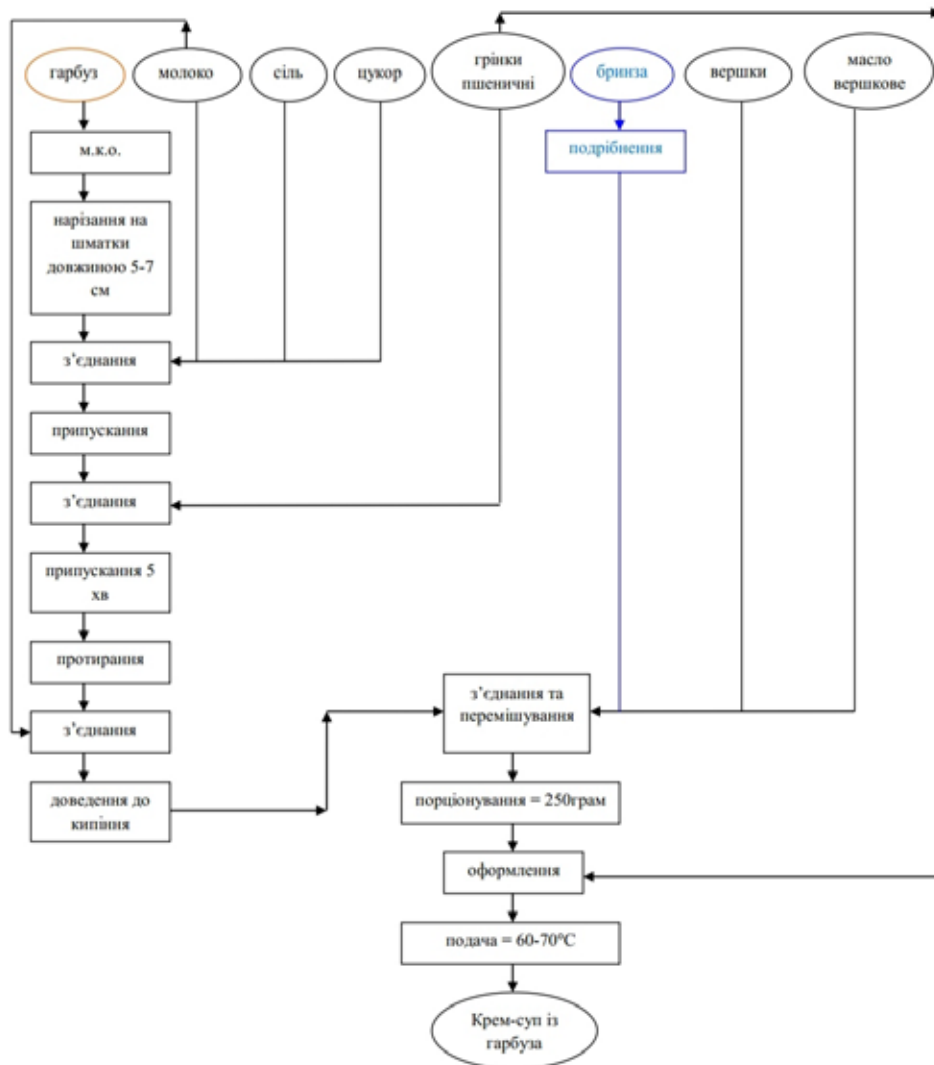 гарбуз
молоко
сіль
цукор
грінки
пшеничні
бринза
вершки
масло
вершкове
м.к.о.
подрібнення
нарізання на
шматки
довжиною 5-7
см
з’єднання
припускання
з’єднання
припускання 5
хв
протирання
з’єднання
доведення до
кипіння
з’єднання та
перемішування
порціонування = 250грам
оформлення
подача = 60-70⁰С
Крем-суп із
гарбуза